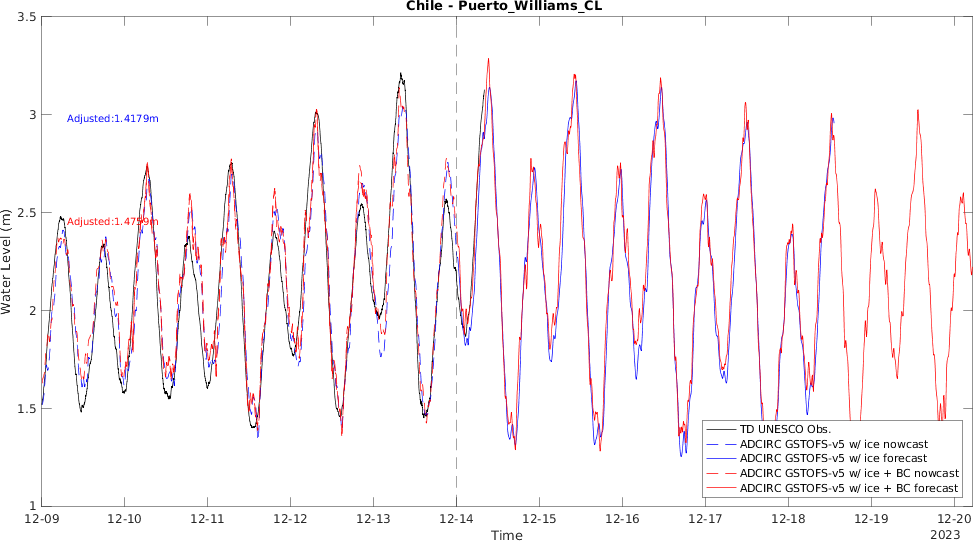 Chile - Puerto_Williams_CL
3.5
3
2.5
2
1.5
1
Water Level (m)
Adjusted:1.4179m
Adjusted:1.4759m
TD UNESCO Obs.
ADCIRC GSTOFS-v5 w/ ice nowcast
ADCIRC GSTOFS-v5 w/ ice forecast
ADCIRC GSTOFS-v5 w/ ice + BC nowcast
ADCIRC GSTOFS-v5 w/ ice + BC forecast
12-09 12-10 12-11 12-12 12-13 12-14 12-15 12-16 12-17 12-18 12-19 12-20
Time
2023